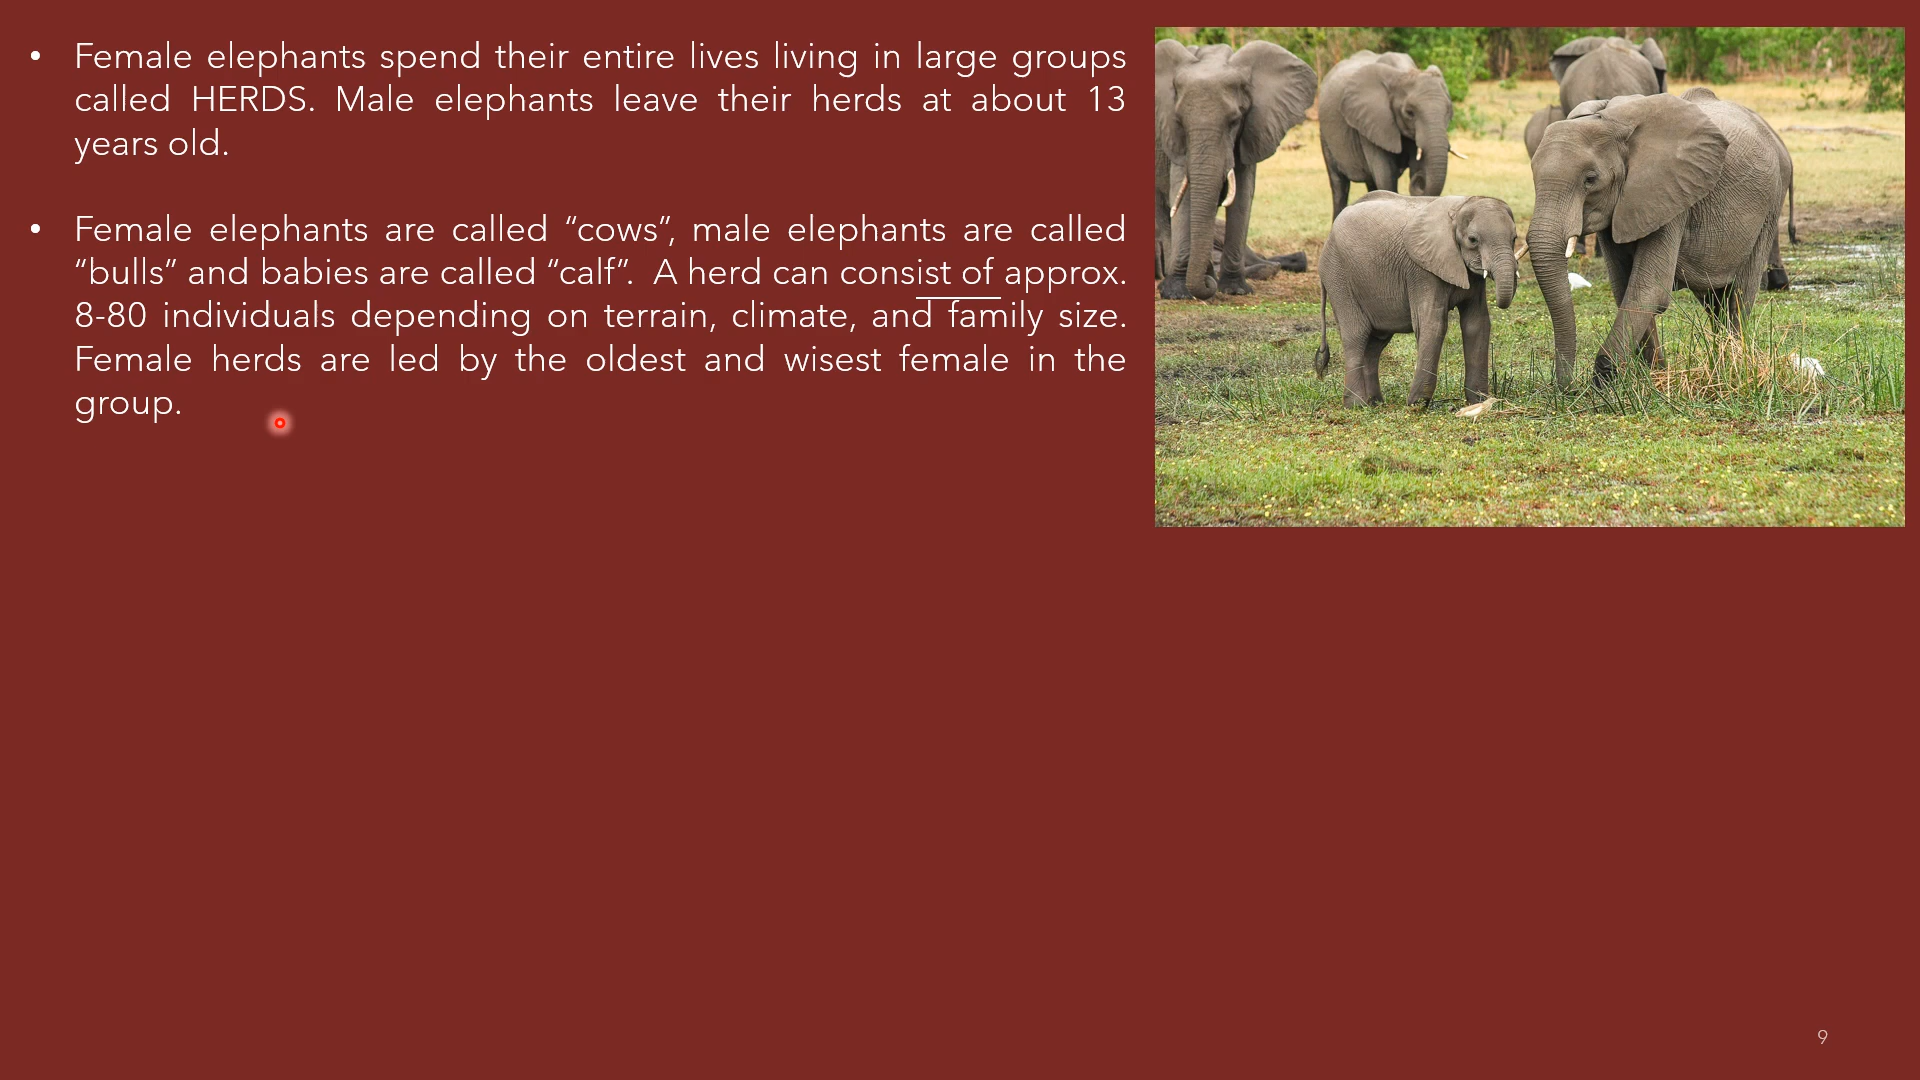 • Female elephants spend their entire lives living in large groups
called HERDS. Male elephants leave their herds at about 13
years old.
• Female elephants are called “cows”, male elephants are called
“bulls” and babies are called “calf”.  A herd can consist of approx.
8-80 individuals depending on terrain, climate, and family size.
Female herds are led by the oldest and wisest female in the
group.
9